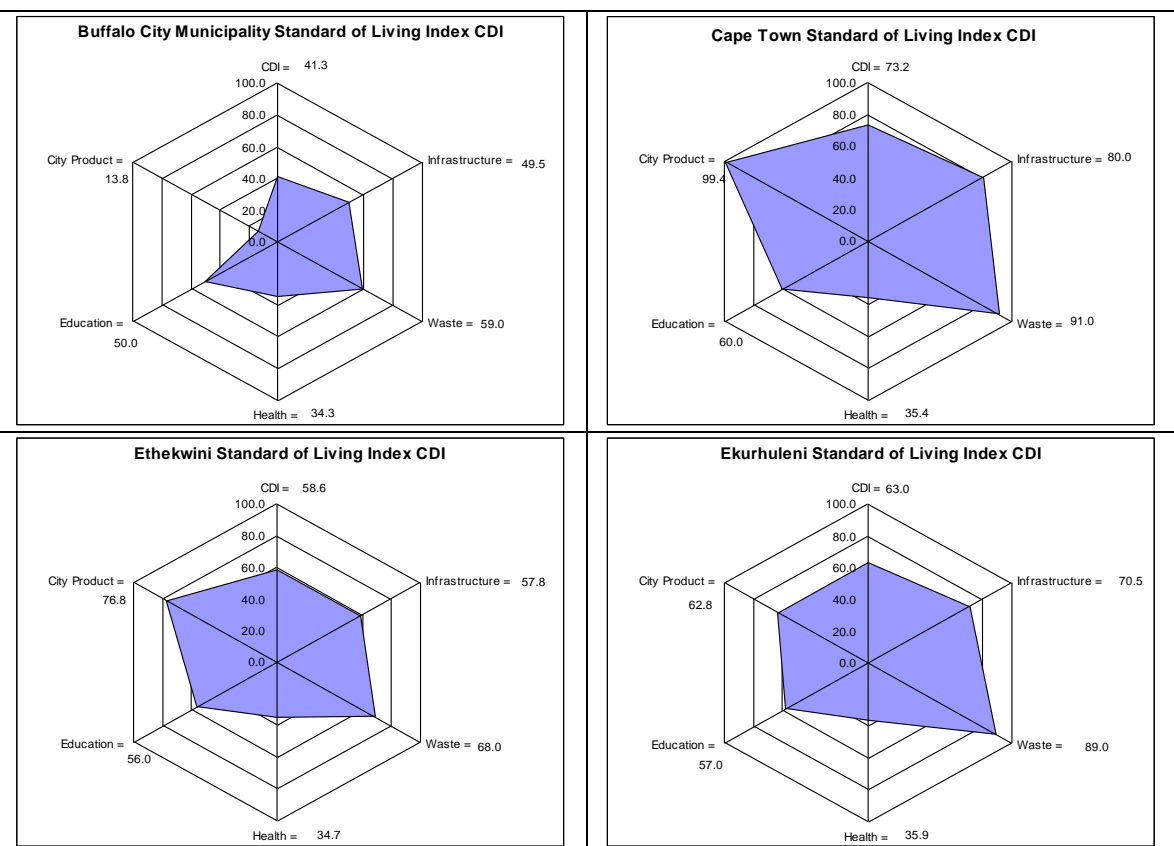 Buffalo City Municipality Standard of Living Index CDI
CDI = 41.3
100.0
80.0
60.0
40.0
20.0
0.0
Infrastructure = 49.5
Waste = 59.0
Health = 34.3
Education =
50.0
City Product =
13.8
Cape Town Standard of Living Index CDI
CDI = 73.2
100.0
80.0
60.0
40.0
20.0
0.0
Infrastructure = 80.0
Waste = 91.0
Health = 35.4
Education =
60.0
City Product =
99.4
Ethekwini Standard of Living Index CDI
CDI = 58.6
100.0
80.0
60.0
40.0
20.0
0.0
Infrastructure = 57.8
Waste = 68.0
Health = 34.7
Education =
56.0
City Product =
76.8
Ekurhuleni Standard of Living Index CDI
CDI = 63.0
100.0
80.0
60.0
40.0
20.0
0.0
Infrastructure = 70.5
Waste = 89.0
Health = 35.9
Education =
57.0
City Product =
62.8